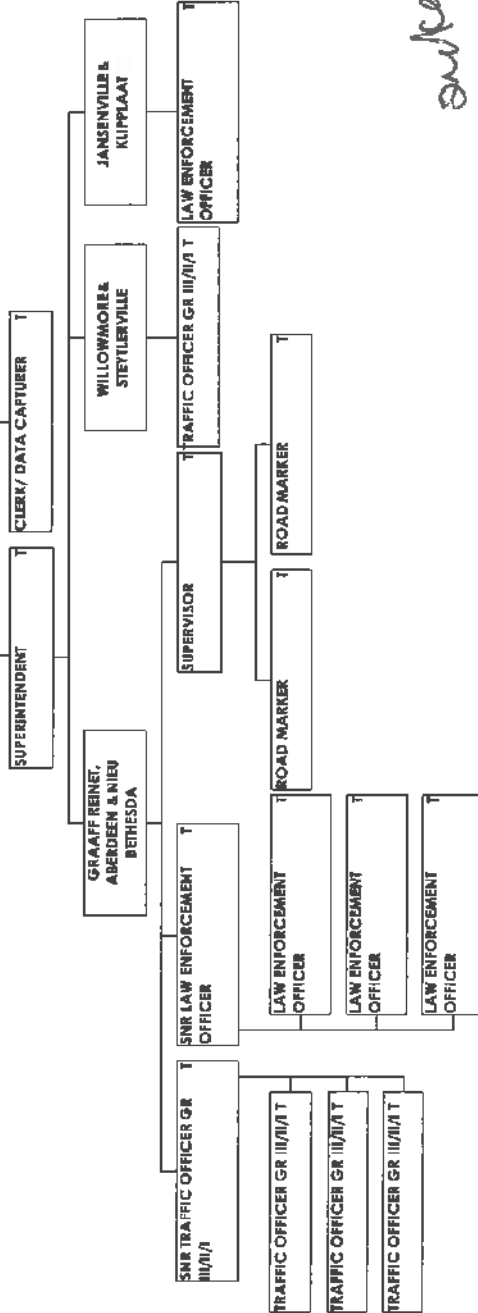 SUPERINTENDENT T
CLERK/ DATA CAPTURER T
GRAAFF REINET,
ABERDEEN & NIEU
BETHESDA
WILLOWMORE &
STEYTLERVILLE
JANSENVILLE &
KLIPPLAAT
SNR TRAFFIC OFFICER GR T
III/II/I
SNR LAW ENFORCEMENT T
OFFICER
SUPERVISOR T
TRAFFIC OFFICER GR III/II/I T
LAW ENFORCEMENT T
OFFICER
TRAFFIC OFFICER GR III/II/I T
TRAFFIC OFFICER GR III/II/I T
TRAFFIC OFFICER GR III/II/I T
LAW ENFORCEMENT T
OFFICER
LAW ENFORCEMENT T
OFFICER
LAW ENFORCEMENT T
OFFICER
ROAD MARKER T
ROAD MARKER T